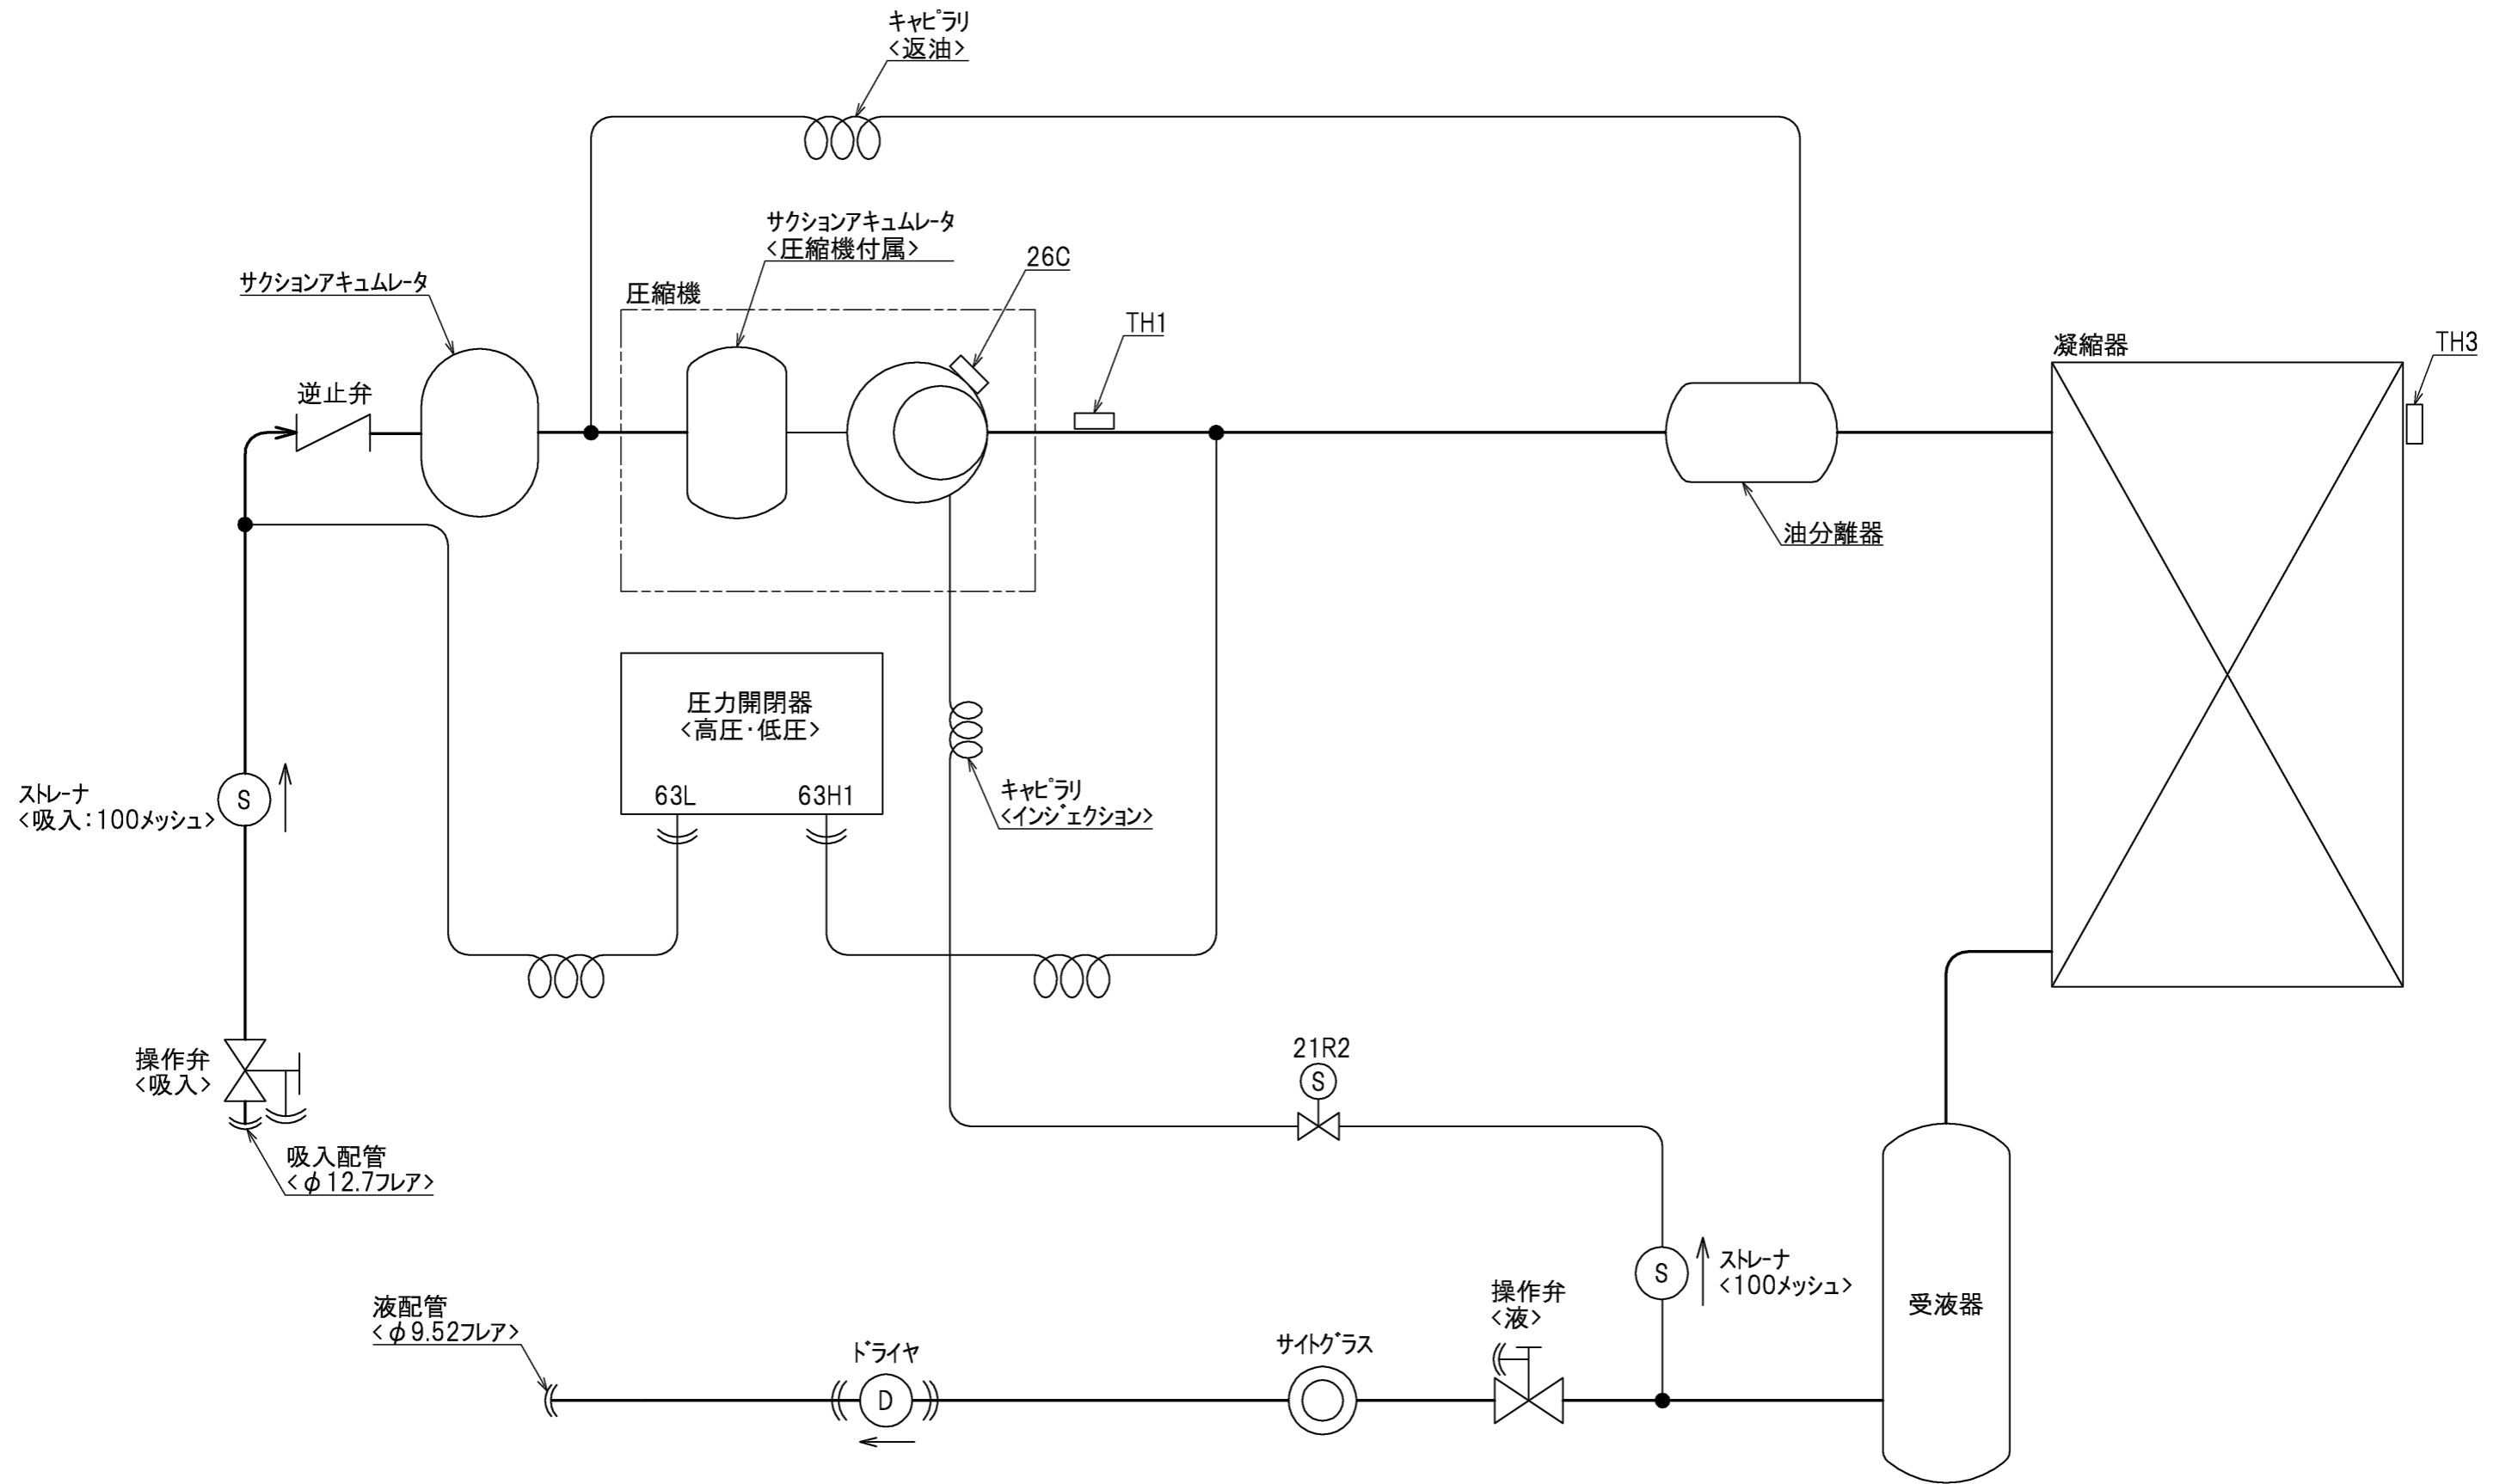 キャピラリ
<返油>
サクションアキュムレータ
<圧縮機付属>
26C
サクションアキュムレータ
圧縮機
TH1
凝縮器
TH3
逆止弁
油分離器
圧力開閉器
<高圧・低圧>
63L
63H1
ストレーナ
<吸入:100メッシュ>
S
キャピラリ
<インジェクション>
操作弁
<吸入>
21R2
S
吸入配管
<φ12.7フレア>
S
ストレーナ
<100メッシュ>
操作弁
<液>
受液器
液配管
<φ9.52フレア>
ドライヤ
D
サイトグラス